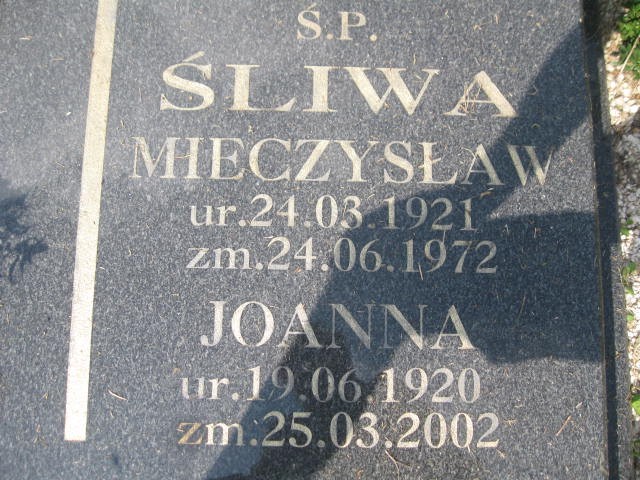 Ś.P.
ŚLIWA
MIECZYSŁAW
ur.24.03.1921
zm.24.06.1972
JOANNA
ur.19.06.1920
zm.25.03.2002